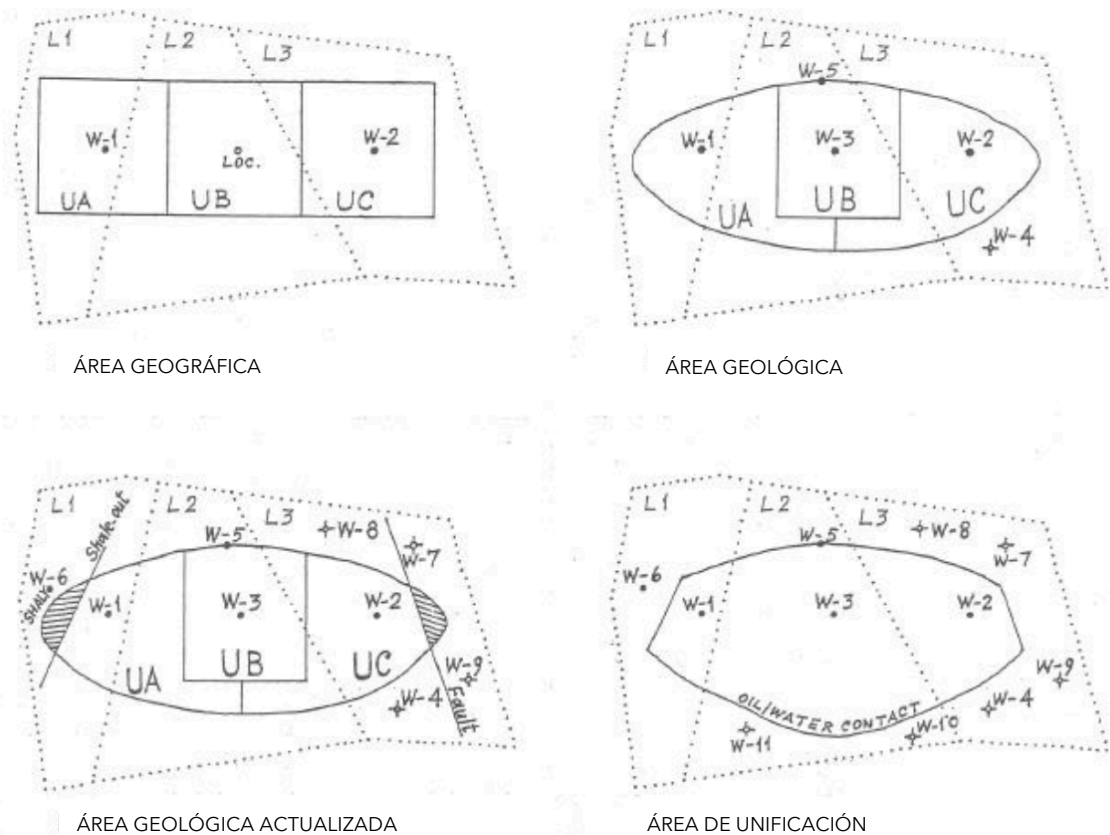 L1 L2 L3
W-1 LOC. W-2
UA UB UC
ÁREA GEOGRÁFICA
L1 L2 L3
W-5
W-1 W-3 W-2
UA UB UC
W-4
ÁREA GEOLÓGICA
L1 Shale out L2 L3
W-5 W-8
W-7
W-6
SHALY
W-1 W-3 W-2
UA UB UC
W-9
W-4
Fault
ÁREA GEOLÓGICA ACTUALIZADA
L1 L2 L3
W-5 W-8
W-7
W-6
W-1 W-3 W-2
W-9
W-4
OIL/WATER CONTACT
W-11 W-10
ÁREA DE UNIFICACIÓN